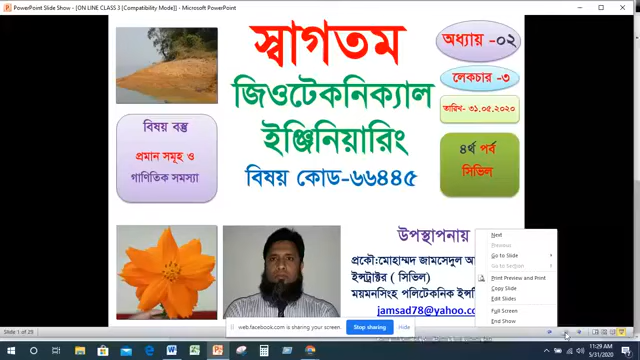 PowerPoint Slide Show - [ON LINE CLASS 3 [Compatibility Mode]] - Microsoft PowerPoint
স্বাগতম
অধ্যায় -০২
জিওটেকনিক্যাল
লেকচার -৩
তারিখ- ৩১.০৫.২০২০
ইঞ্জিনিয়ারিং
বিষয় বস্তু
প্রমান সমূহ ও
গাণিতিক সমস্যা
৪র্থ পর্ব
সিভিল
বিষয় কোড-৬৬৪৪৫
উপস্থাপনায়
প্রকৌ:মোহাম্মদ জামসেদুল
ইন্সট্রাক্টর ( সিভিল)
ময়মনসিংহ পলিটেকনিক
jamsad78@yahoo.c
Next
Previous
Go to Slide
Go to Section
Print Preview and Print
Copy Slide
Edit Slides
Full Screen
End Show
web.facebook.com is sharing your screen.
Stop sharing
Hide
Slide 1 of 29
11:29 AM
5/31/2020